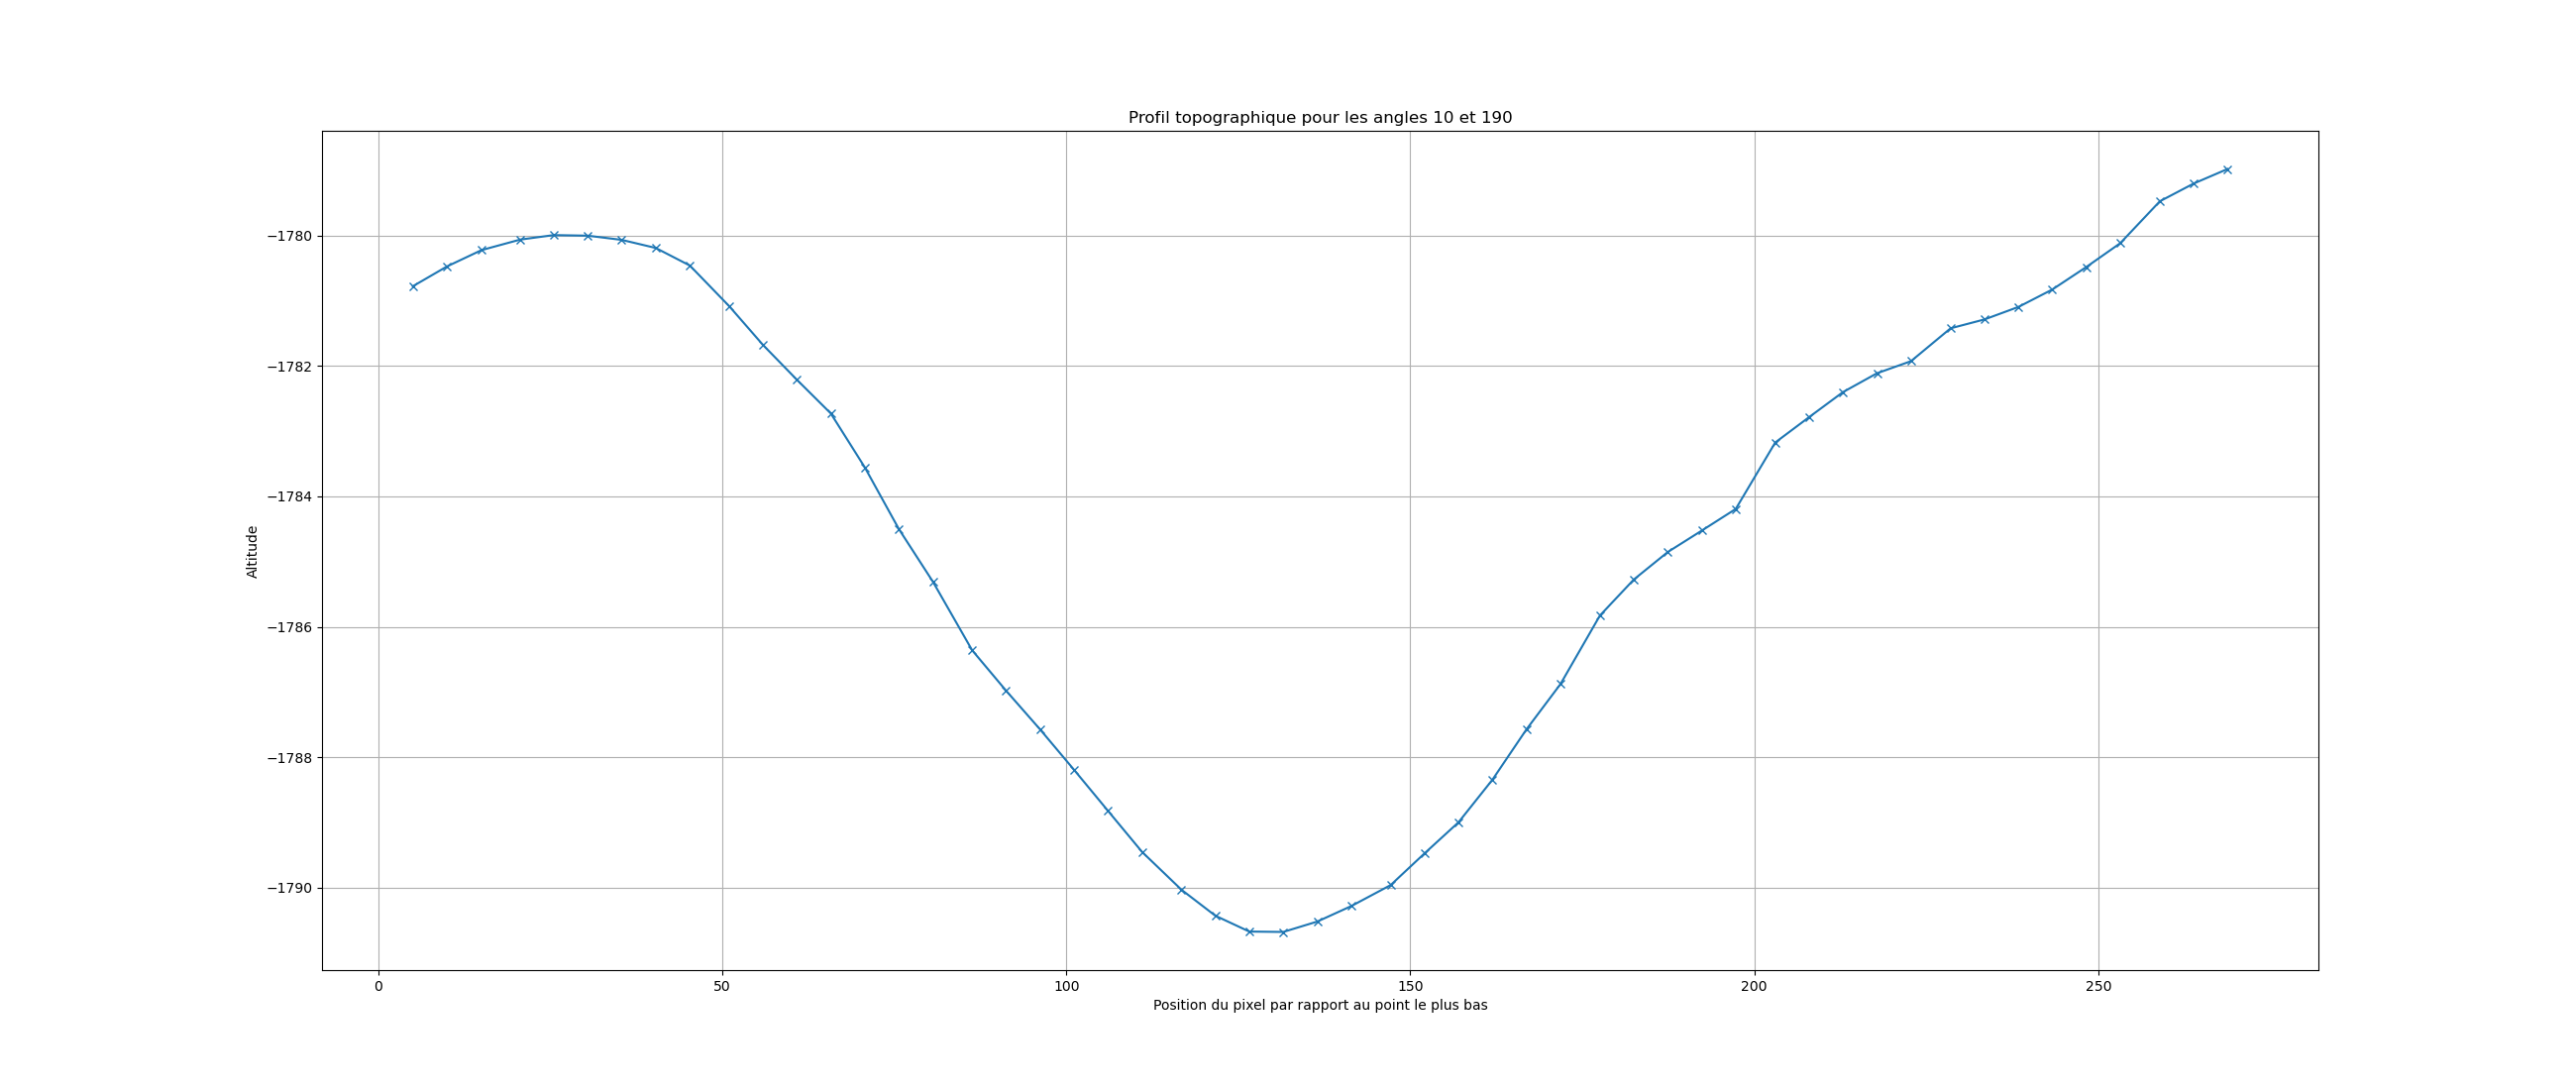 Profil topographique pour les angles 10 et 190
−1780
−1782
−1784
−1786
−1788
−1790
Altitude
0 50 100 150 200 250
Position du pixel par rapport au point le plus bas